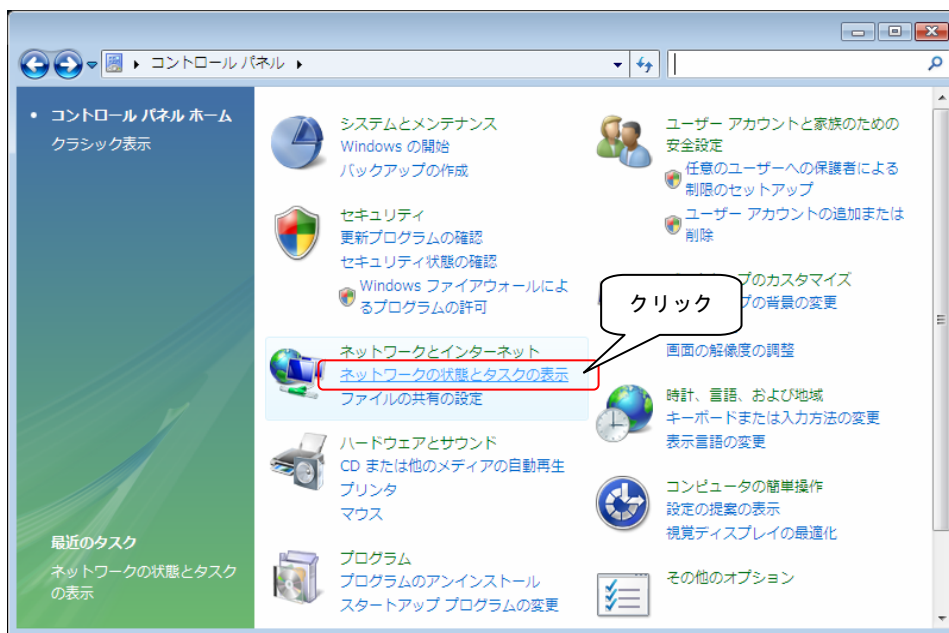 コントロール パネル
コントロール パネル ホーム
クラシック表示
システムとメンテナンス
Windows の開始
バックアップの作成
セキュリティ
更新プログラムの確認
セキュリティ状態の確認
Windows ファイアウォールによ
るプログラムの許可
ネットワークとインターネット
ネットワークの状態とタスクの表示
ファイルの共有の設定
ハードウェアとサウンド
CD または他のメディアの自動再生
プリンタ
マウス
プログラム
プログラムのアンインストール
スタートアップ プログラムの変更
ユーザー アカウントと家族のための
安全設定
任意のユーザーへの保護者による
制限のセットアップ
ユーザー アカウントの追加または
削除
クリック
プのカスタマイズ
プの背景の変更
画面の解像度の調整
時計、言語、および地域
キーボードまたは入力方法の変更
表示言語の変更
コンピュータの簡単操作
設定の提案の表示
視覚ディスプレイの最適化
その他のオプション
最近のタスク
ネットワークの状態とタスク
の表示